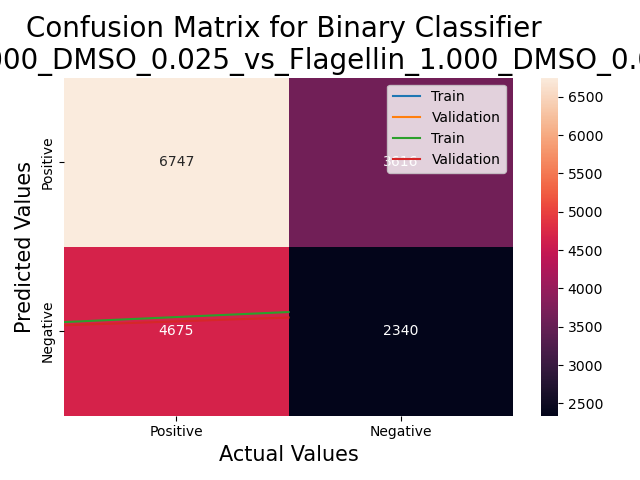 Confusion Matrix for Binary Classifier
000_DMSO_0.025_vs_Flagellin_1.000_DMSO_0.0
Train
Validation
Train
Validation
Predicted Values
Positive
Negative
6747
4675
2340
Positive
Negative
Actual Values
6500
6000
5500
5000
4500
4000
3500
3000
2500